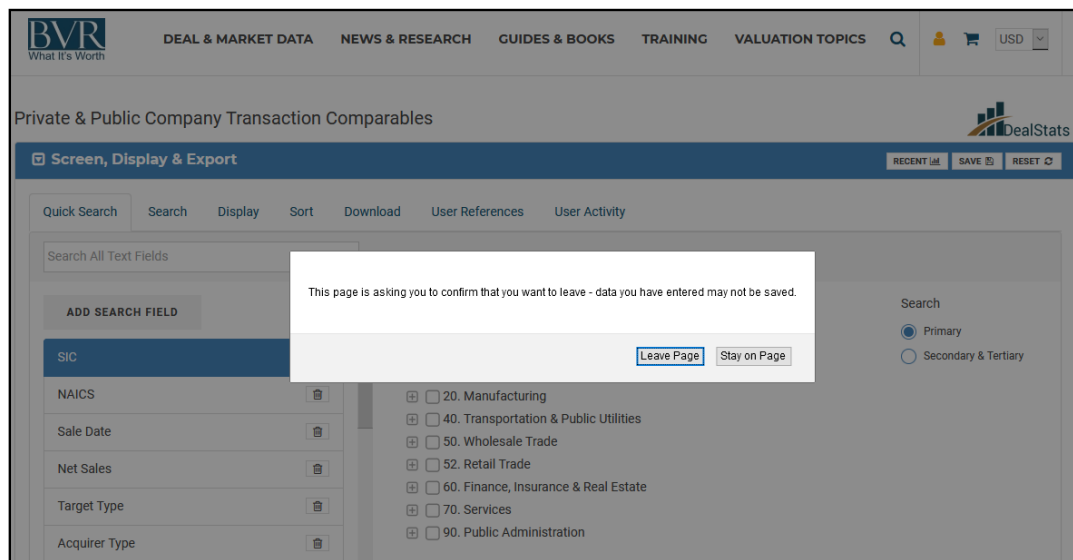 BVR
What It's Worth
DEAL & MARKET DATA NEWS & RESEARCH GUIDES & BOOKS TRAINING VALUATION TOPICS USD
Private & Public Company Transaction Comparables
DealStats
Screen, Display & Export
RECENT SAVE RESET
Quick Search Search Display Sort Download User References User Activity
Search All Text Fields
This page is asking you to confirm that you want to leave - data you have entered may not be saved.
Leave Page Stay on Page
ADD SEARCH FIELD
SIC
NAICS
Sale Date
Net Sales
Target Type
Acquirer Type
20. Manufacturing
40. Transportation & Public Utilities
50. Wholesale Trade
52. Retail Trade
60. Finance, Insurance & Real Estate
70. Services
90. Public Administration
Search
Primary
Secondary & Tertiary